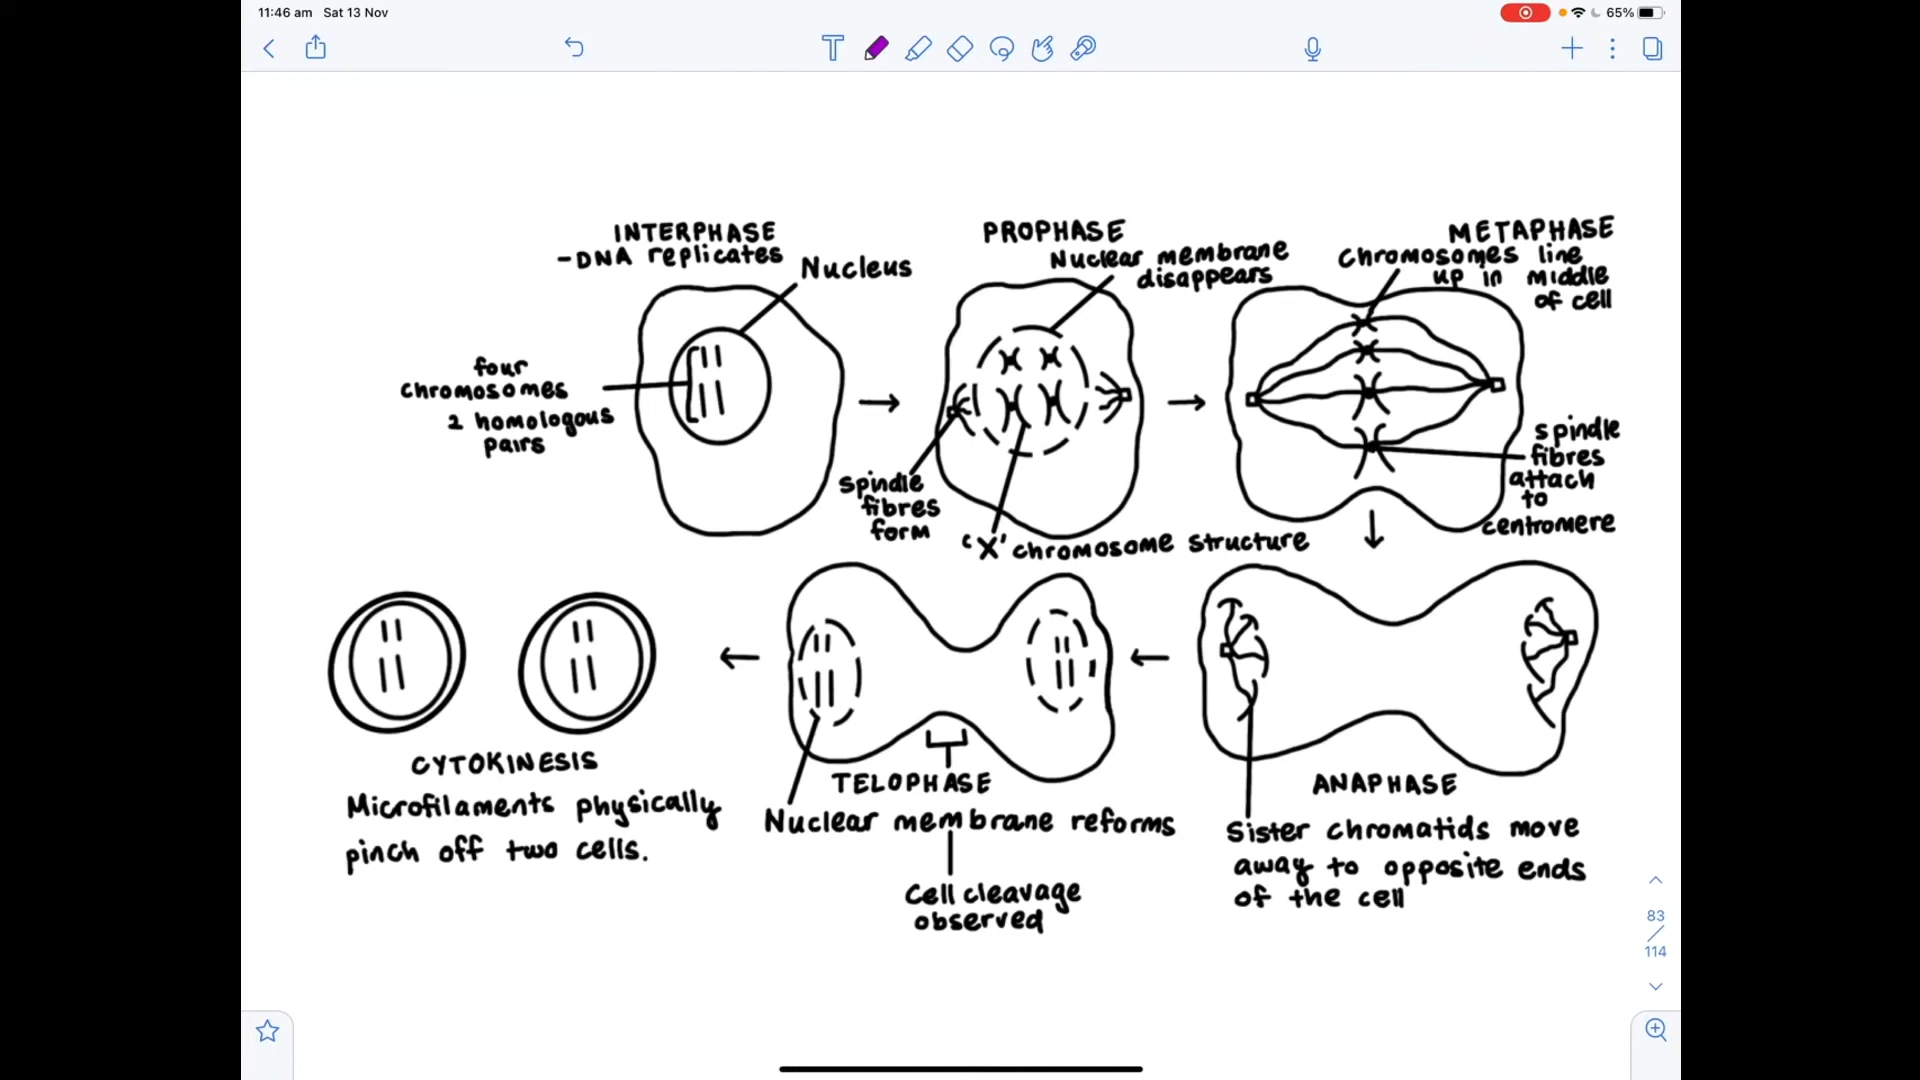 11:46 am Sat 13 Nov
65%
INTERPHASE
-DNA replicates
Nucleus
four
chromosomes
2 homologous
pairs
PROPHASE
Nuclear membrane
disappears
spindle
fibres
form
'X' chromosome structure
METAPHASE
Chromosomes line
up in middle
of cell
spindle
fibres
attach
to
centromere
ANAPHASE
Sister chromatids move
away to opposite ends
of the cell
TELOPHASE
Nuclear membrane reforms
Cell cleavage
observed
CYTOKINESIS
Microfilaments physically
pinch off two cells.
83
/
114